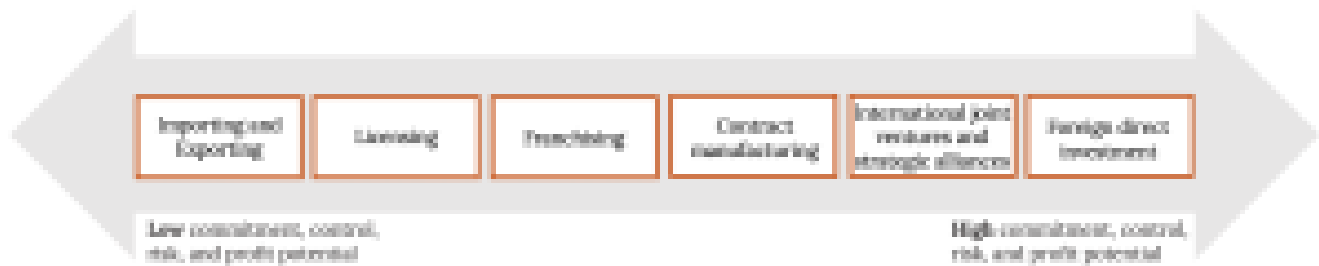 Importing and
Exporting
Licensing
Franchising
Contract
manufacturing
International joint
ventures and
strategic alliances
Foreign direct
investment
Low commitment, control,
risk, and profit potential
High commitment, control,
risk, and profit potential